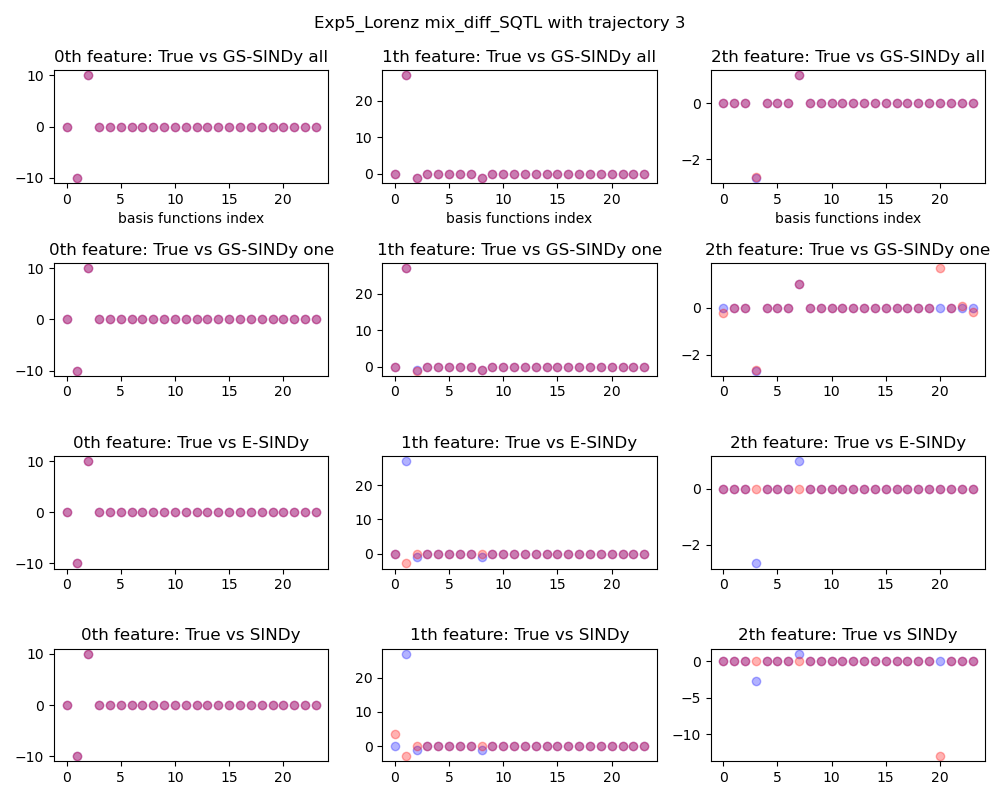 Exp5_Lorenz mix_diff_SQTL with trajectory 3
0th feature: True vs GS-SINDy all
1th feature: True vs GS-SINDy all
2th feature: True vs GS-SINDy all
10
0
−10
0 5 10 15 20
basis functions index
20
10
0
0 5 10 15 20
basis functions index
0
−2
0 5 10 15 20
basis functions index
0th feature: True vs GS-SINDy one
1th feature: True vs GS-SINDy one
2th feature: True vs GS-SINDy one
10
0
−10
0 5 10 15 20
20
10
0
0 5 10 15 20
0
−2
0 5 10 15 20
0th feature: True vs E-SINDy
1th feature: True vs E-SINDy
2th feature: True vs E-SINDy
10
0
−10
0 5 10 15 20
20
10
0
0 5 10 15 20
0
−2
0 5 10 15 20
0th feature: True vs SINDy
1th feature: True vs SINDy
2th feature: True vs SINDy
10
0
−10
0 5 10 15 20
20
10
0
0 5 10 15 20
0
−5
−10
0 5 10 15 20